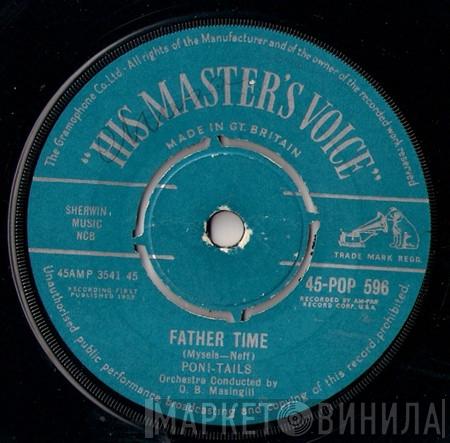 The Gramophone Co. Ltd. All rights of the Manufacturer and of the owner of the recorded work reserved
"HIS MASTER'S VOICE"
MADE IN GT. BRITAIN
SHERWIN,
MUSIC
NCB
TRADE MARK REGD.
45AMP 3541 45
45-POP 596
RECORDING FIRST
PUBLISHED 1959
RECORDED BY AM-PAR
RECORD CORP. U.S.A.
FATHER TIME
(Mysels—Neff)
PONI-TAILS
Orchestra Conducted by
O. B. Masingill
Unauthorised public performance broadcasting and copying of this record prohibited.
МАРКЕТ ВИНИЛА